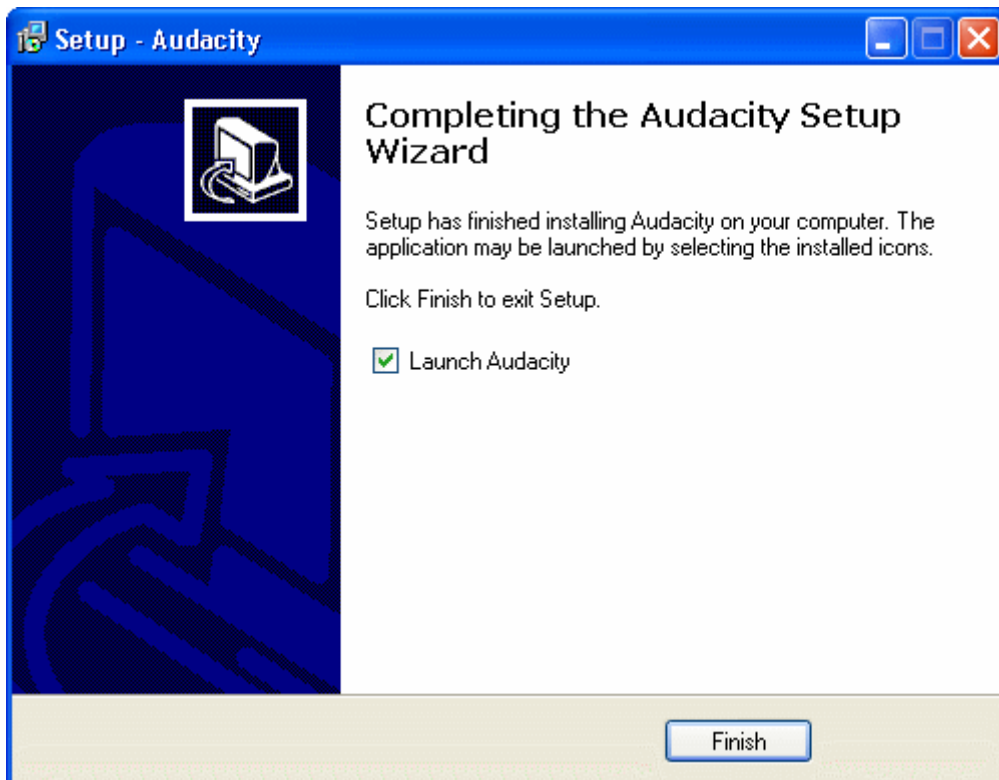 Setup - Audacity
Completing the Audacity Setup
Wizard
Setup has finished installing Audacity on your computer. The
application may be launched by selecting the installed icons.
Click Finish to exit Setup.
Launch Audacity
Finish